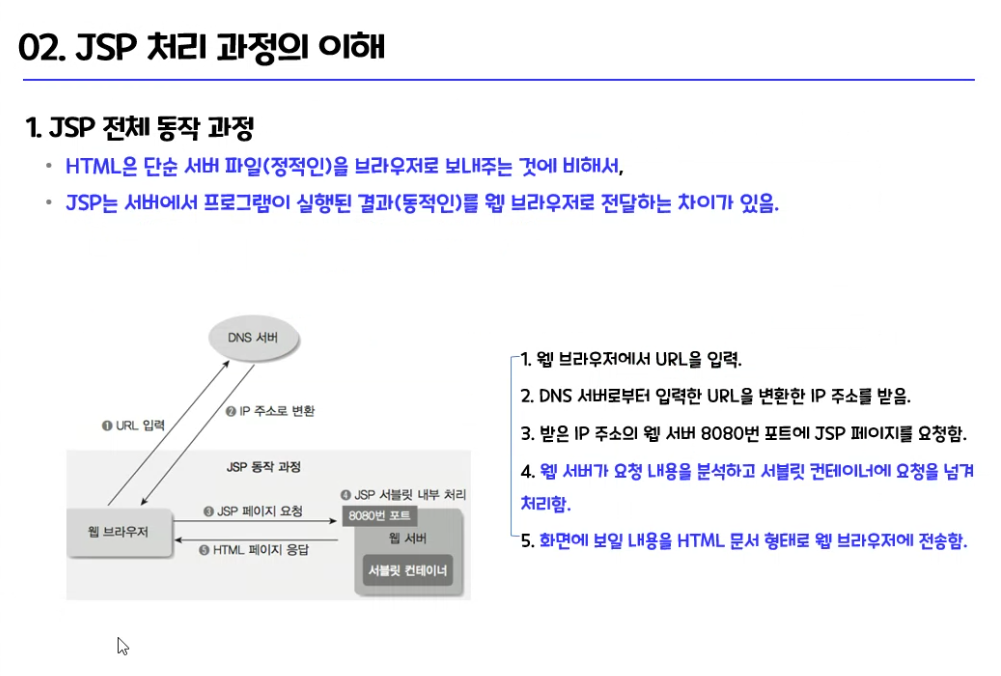 02. JSP 처리 과정의 이해
1. JSP 전체 동작 과정
• HTML은 단순 서버 파일(정적인)을 브라우저로 보내주는 것에 비해서,
• JSP는 서버에서 프로그램이 실행된 결과(동적인)를 웹 브라우저로 전달하는 차이가 있음.
DNS 서버
❶ URL 입력
❷ IP 주소로 변환
JSP 동작 과정
웹 브라우저
❸ JSP 페이지 요청
❺ HTML 페이지 응답
❹ JSP 서블릿 내부 처리
8080번 포트
웹 서버
서블릿 컨테이너
1. 웹 브라우저에서 URL을 입력.
2. DNS 서버로부터 입력한 URL을 변환한 IP 주소를 받음.
3. 받은 IP 주소의 웹 서버 8080번 포트에 JSP 페이지를 요청함.
4. 웹 서버가 요청 내용을 분석하고 서블릿 컨테이너에 요청을 넘겨
처리함.
5. 화면에 보일 내용을 HTML 문서 형태로 웹 브라우저에 전송함.